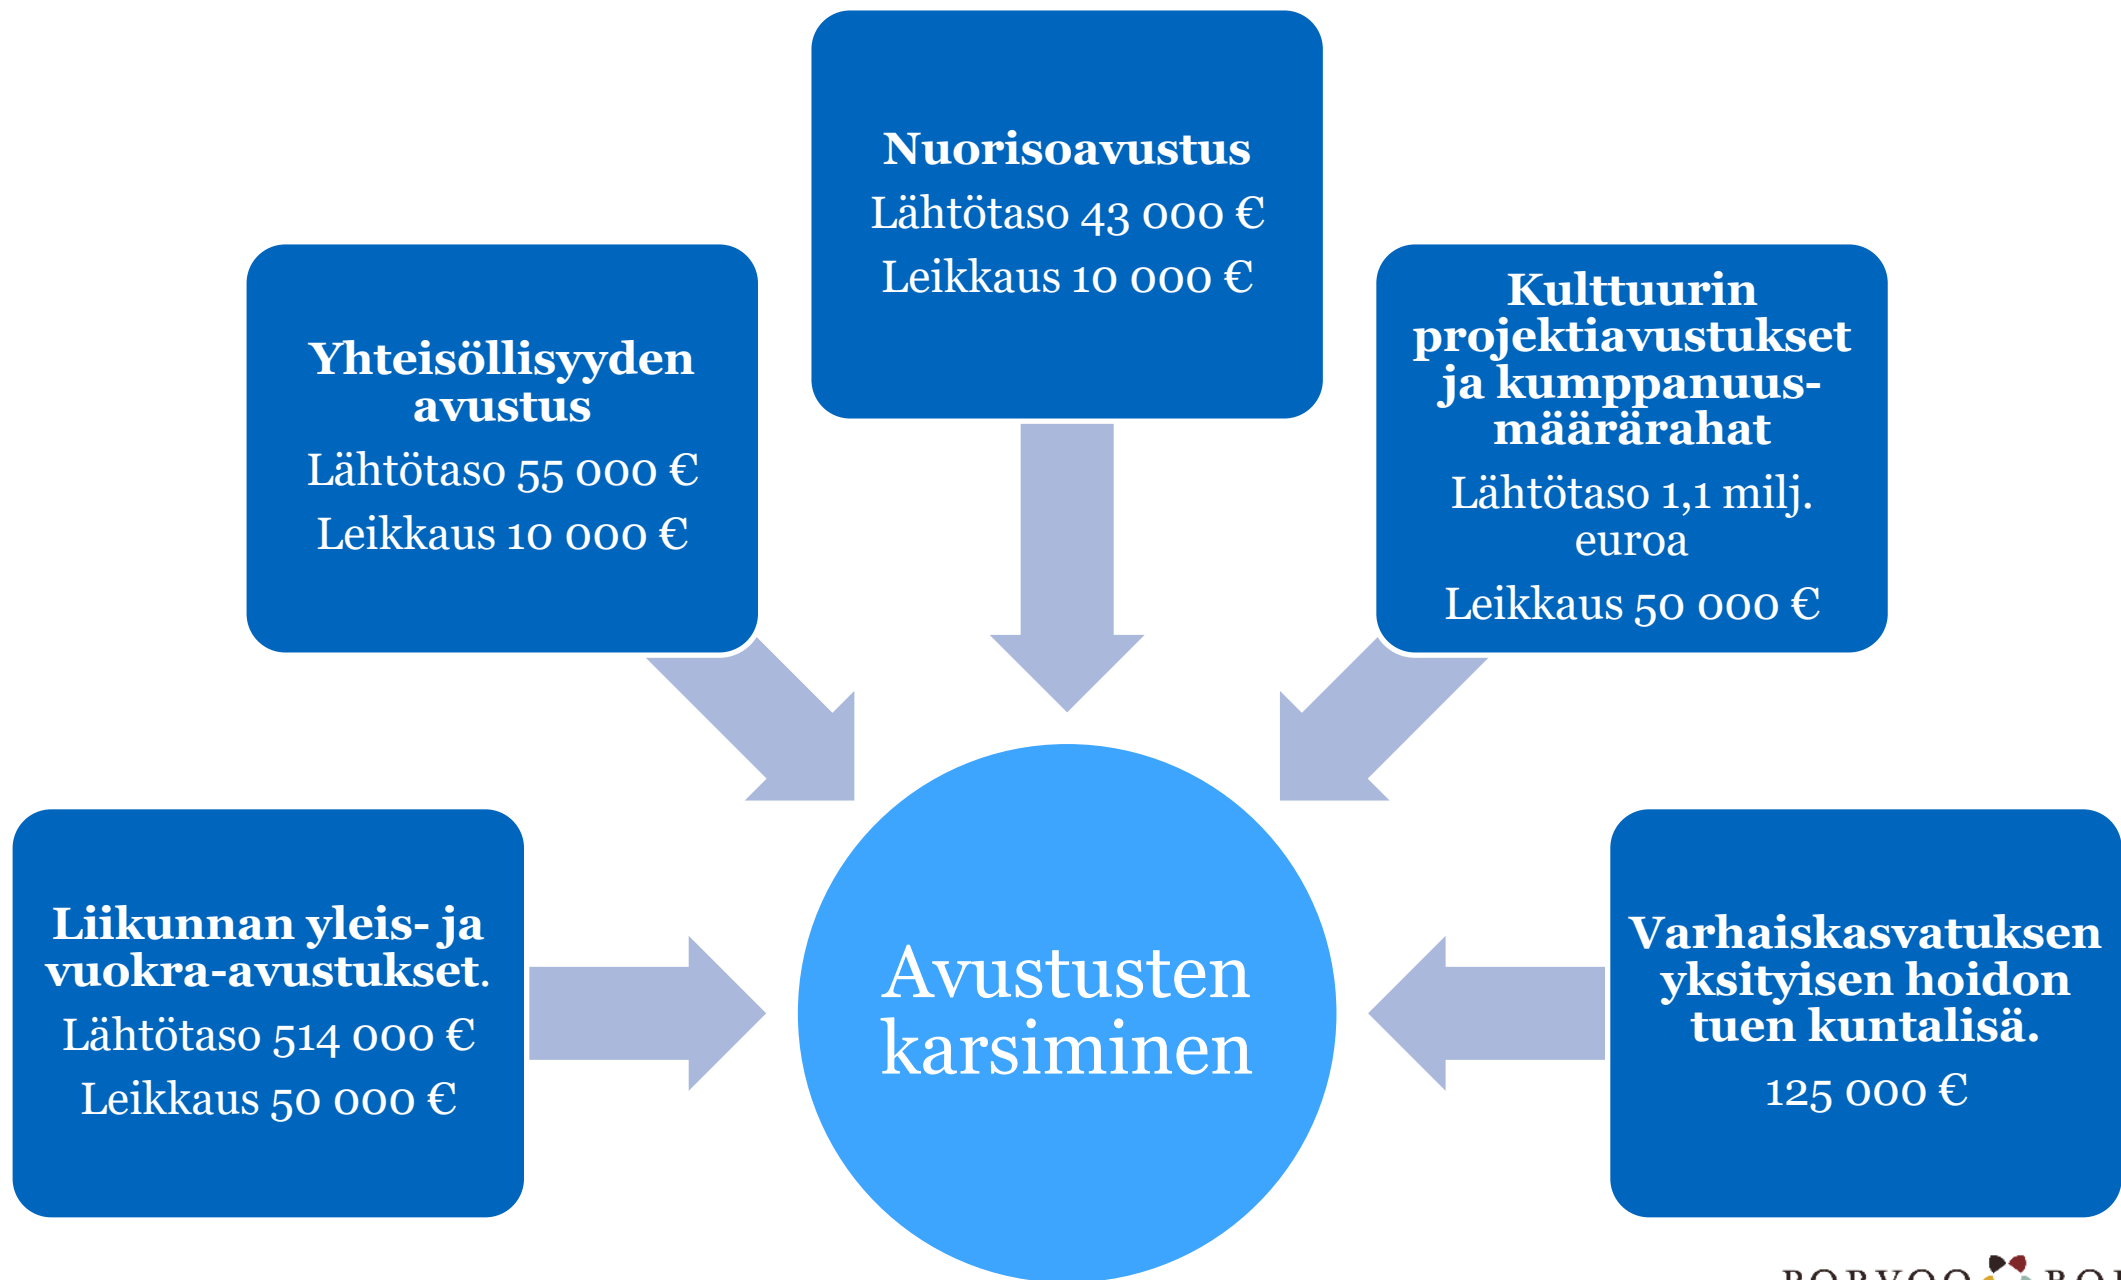 Nuorisoavustus
Lähtötaso 43 000 €
Leikkaus 10 000 €
Yhteisöllisyyden
avustus
Lähtötaso 55 000 €
Leikkaus 10 000 €
Kulttuurin
projektiavustukset
ja kumppanuus-
määrärahat
Lähtötaso 1,1 milj.
euroa
Leikkaus 50 000 €
Liikunnan yleis- ja
vuokra-avustukset.
Lähtötaso 514 000 €
Leikkaus 50 000 €
Avustusten
karsiminen
Varhaiskasvatuksen
yksityisen hoidon
tuen kuntalisä.
125 000 €